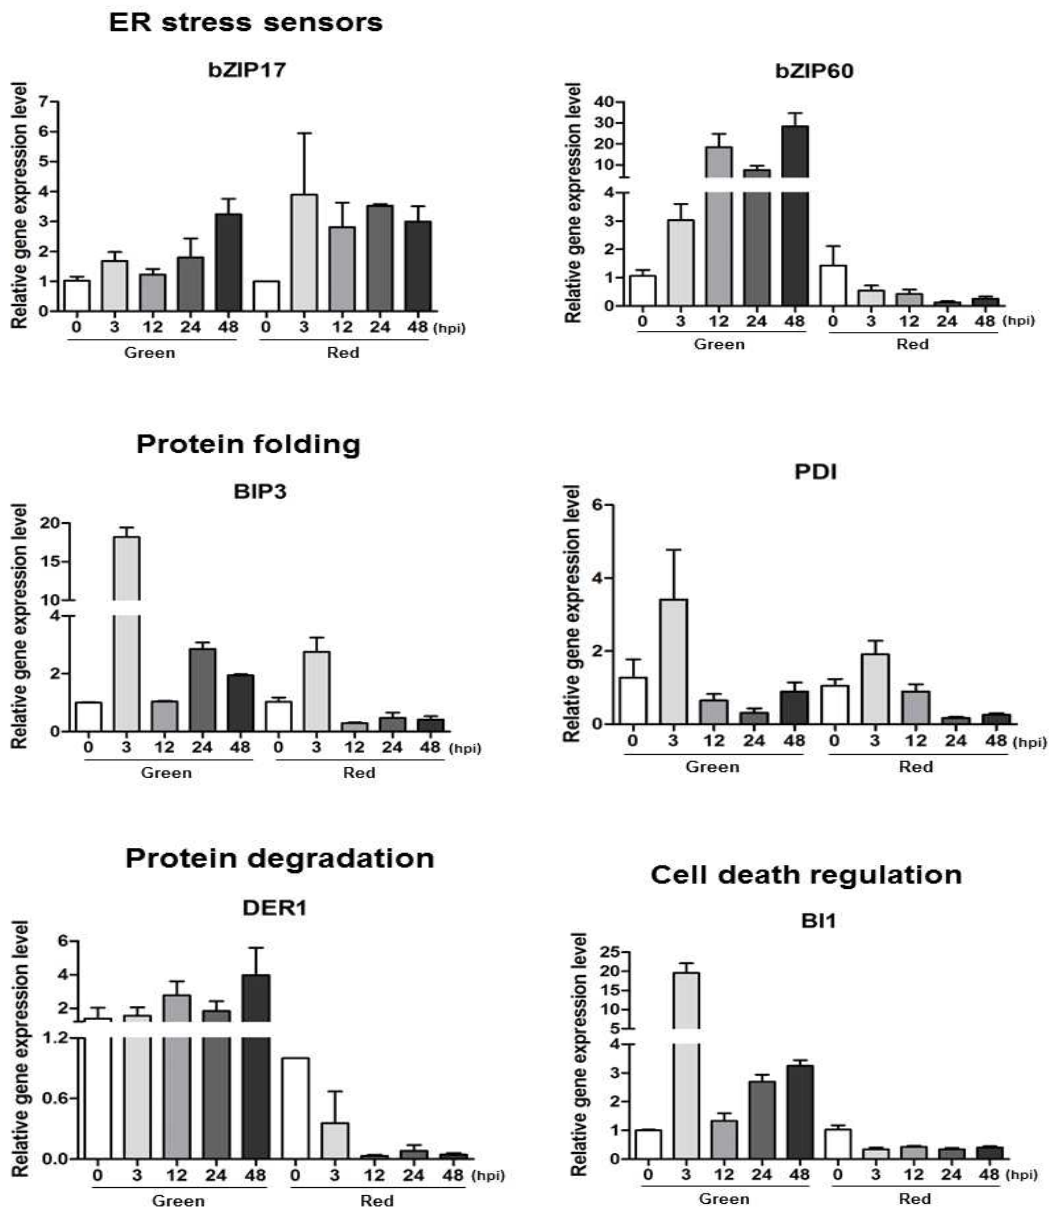 ER stress sensors
bZIP17
Relative gene expression level
7
6
5
4
3
2
1
0
0 3 12 24 48 0 3 12 24 48 (hpi)
Green Red
bZIP60
Relative gene expression level
40
30
20
10
4
3
2
1
0
0 3 12 24 48 0 3 12 24 48 (hpi)
Green Red
Protein folding
BIP3
Relative gene expression level
20
15
10
4
2
0
0 3 12 24 48 0 3 12 24 48 (hpi)
Green Red
PDI
Relative gene expression level
6
4
2
0
0 3 12 24 48 0 3 12 24 48 (hpi)
Green Red
Protein degradation
DER1
Relative gene expression level
6
4
2
1.2
0.6
0.0
0 3 12 24 48 0 3 12 24 48 (hpi)
Green Red
Cell death regulation
BI1
Relative gene expression level
25
20
15
10
5
4
3
2
1
0
0 3 12 24 48 0 3 12 24 48 (hpi)
Green Red